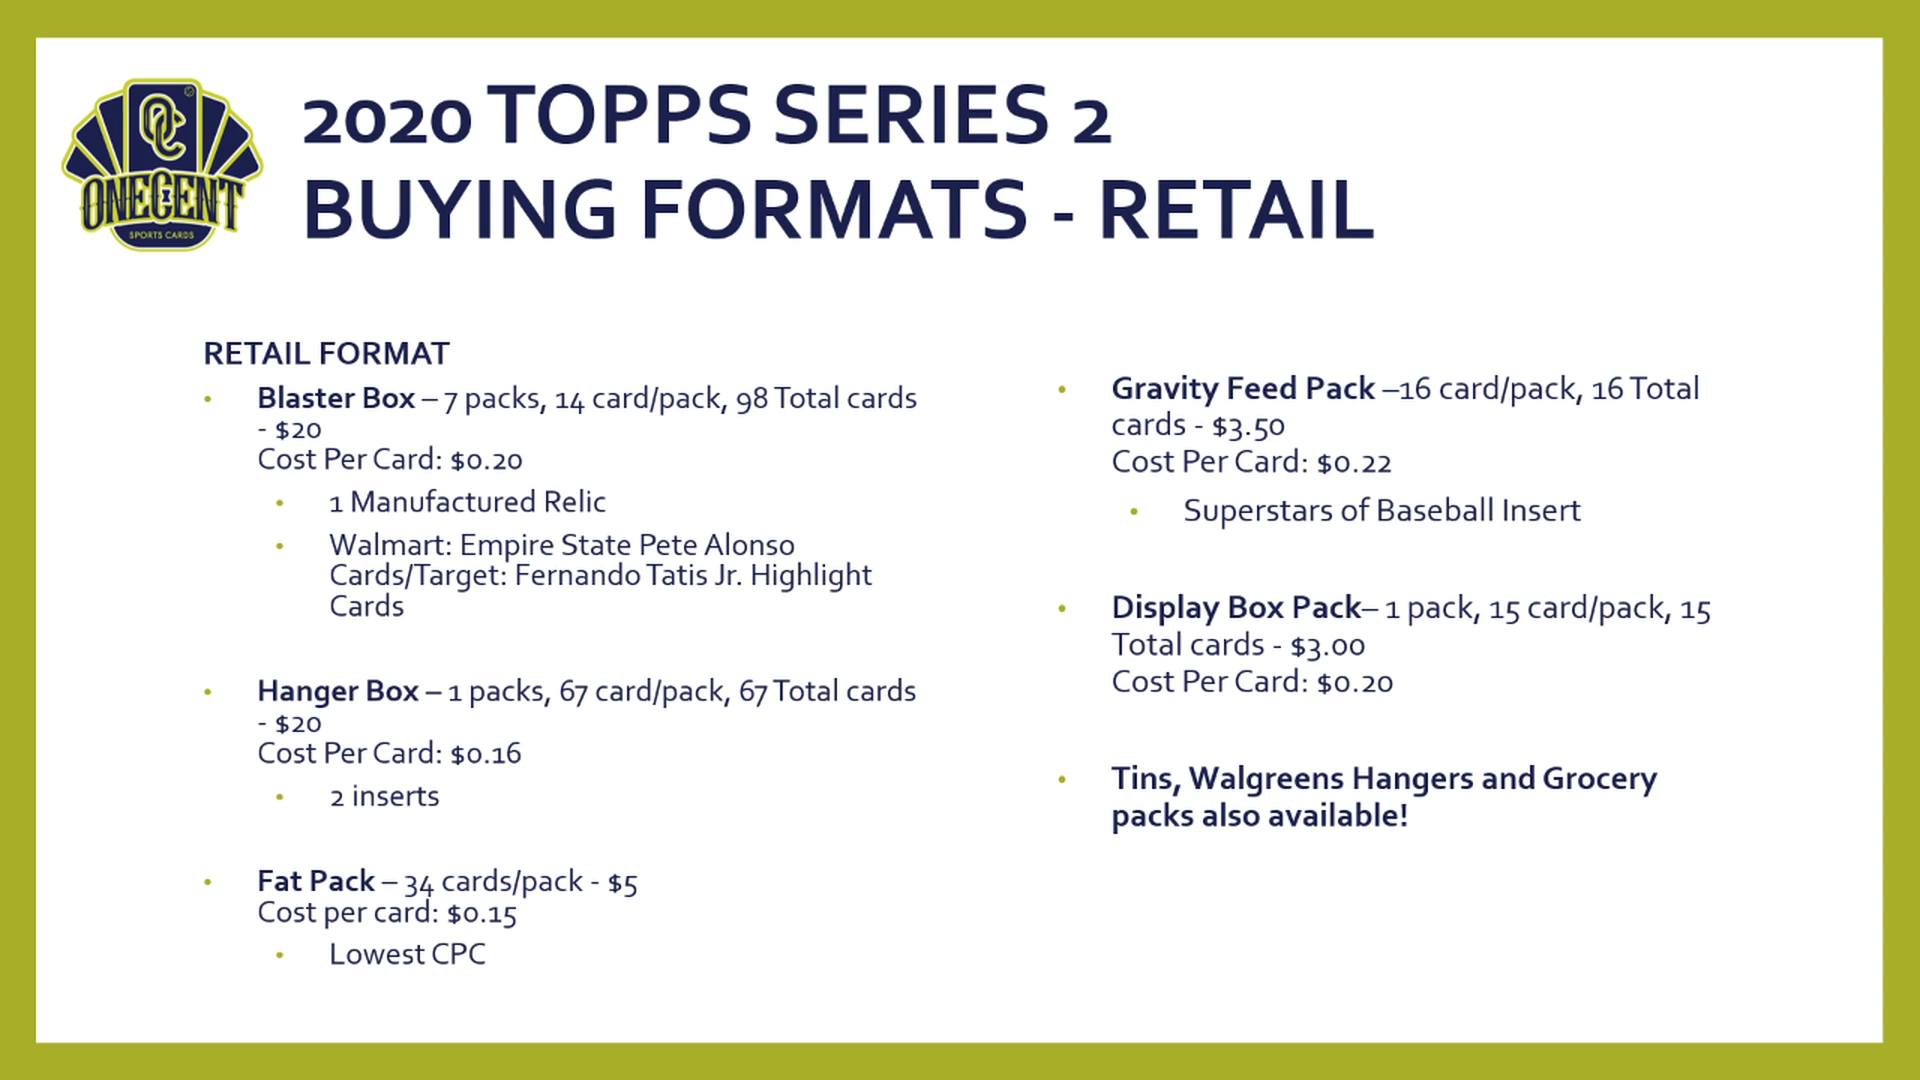 OC
ONECENT
SPORTS CARDS
2020 TOPPS SERIES 2
BUYING FORMATS - RETAIL
RETAIL FORMAT
• Blaster Box – 7 packs, 14 card/pack, 98 Total cards
- $20
Cost Per Card: $0.20
• 1 Manufactured Relic
• Walmart: Empire State Pete Alonso
Cards/Target: Fernando Tatis Jr. Highlight
Cards
• Hanger Box – 1 packs, 67 card/pack, 67 Total cards
- $20
Cost Per Card: $0.16
• 2 inserts
• Fat Pack – 34 cards/pack - $5
Cost per card: $0.15
• Lowest CPC
• Gravity Feed Pack –16 card/pack, 16 Total
cards - $3.50
Cost Per Card: $0.22
• Superstars of Baseball Insert
• Display Box Pack– 1 pack, 15 card/pack, 15
Total cards - $3.00
Cost Per Card: $0.20
• Tins, Walgreens Hangers and Grocery
packs also available!